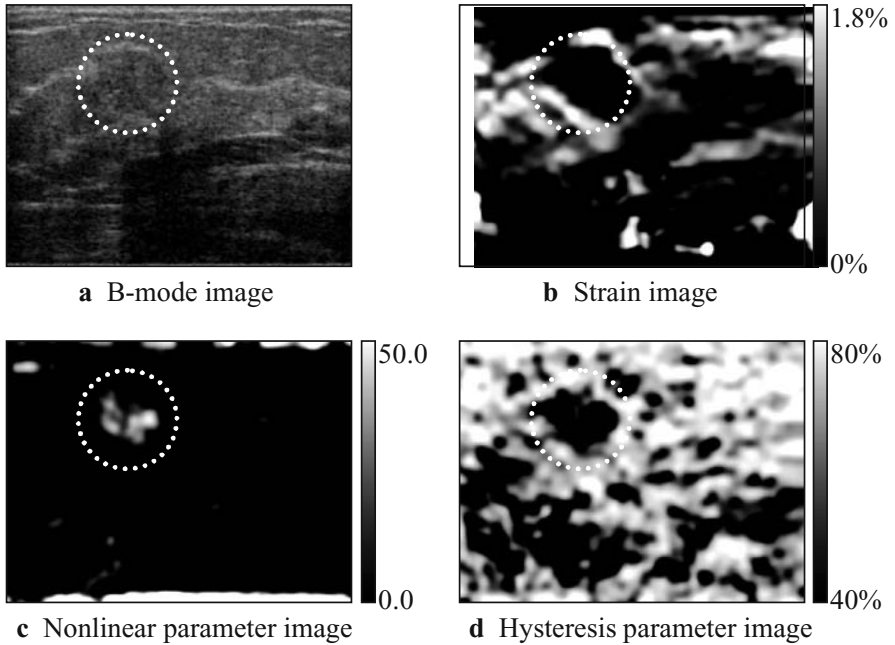 1.8%
0%
a B-mode image
b Strain image
50.0
0.0
80%
40%
c Nonlinear parameter image
d Hysteresis parameter image